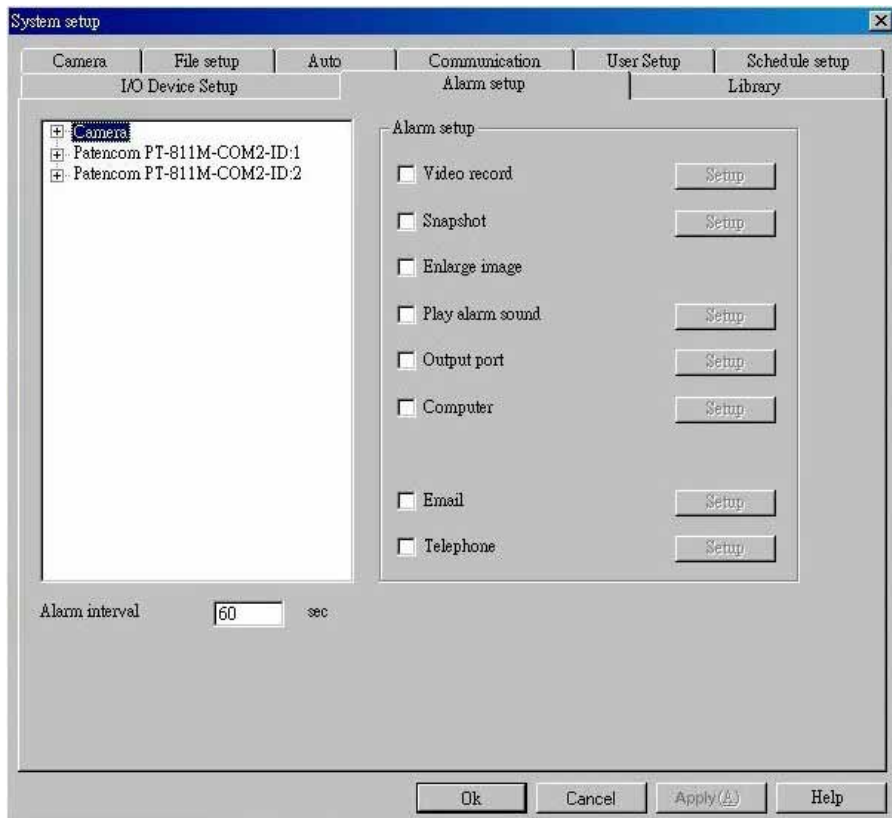 System setup
Camera File setup Auto Communication User Setup Schedule setup
I/O Device Setup Alarm setup Library
Camera
Patencom PT-811M-COM2-ID:1
Patencom PT-811M-COM2-ID:2
Alarm setup
Video record Setup
Snapshot Setup
Enlarge image
Play alarm sound Setup
Output port Setup
Computer Setup
Email Setup
Telephone Setup
Alarm interval 60 sec
Ok Cancel Apply(A) Help